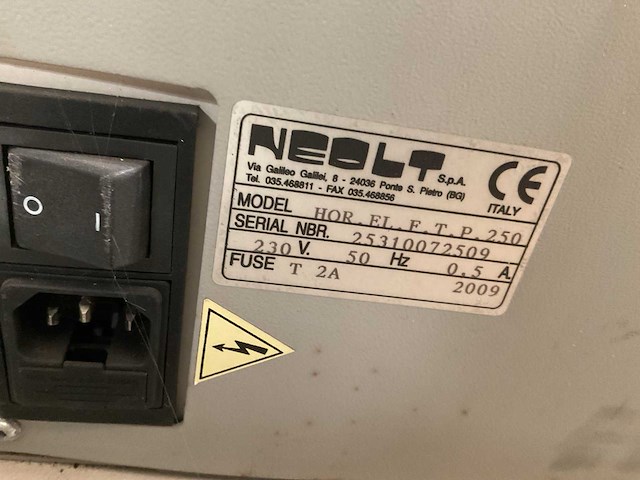 NEOLT S.p.A. CE
Via Galileo Galilei, 8 - 24036 Ponte S. Pietro (BG)
Tel. 035.468811 - FAX 035.468856
ITALY
MODEL HOR.EL.F.T.P.250
SERIAL NBR. 25310072509
230 V. 50 Hz 0.5 A.
FUSE T 2A 2009
O I